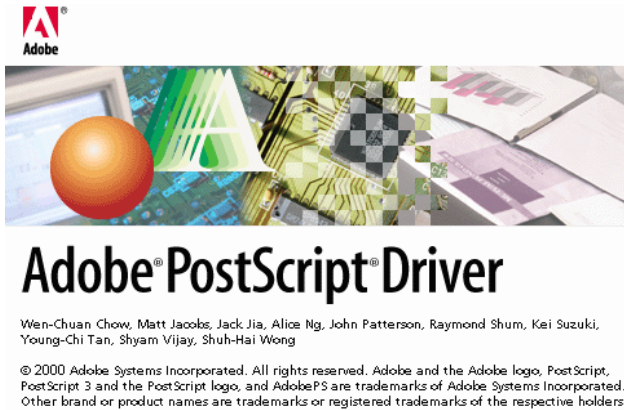 Adobe
A
Adobe® PostScript® Driver
Wen-Chuan Chow, Matt Jacobs, Jack Jia, Alice Ng, John Patterson, Raymond Shum, Kei Suzuki,
Young-Chi Tan, Shyam Vijay, Shuh-Hai Wong
© 2000 Adobe Systems Incorporated. All rights reserved. Adobe and the Adobe logo, PostScript,
PostScript 3 and the PostScript logo, and AdobePS are trademarks of Adobe Systems Incorporated.
Other brand or product names are trademarks or registered trademarks of the respective holders